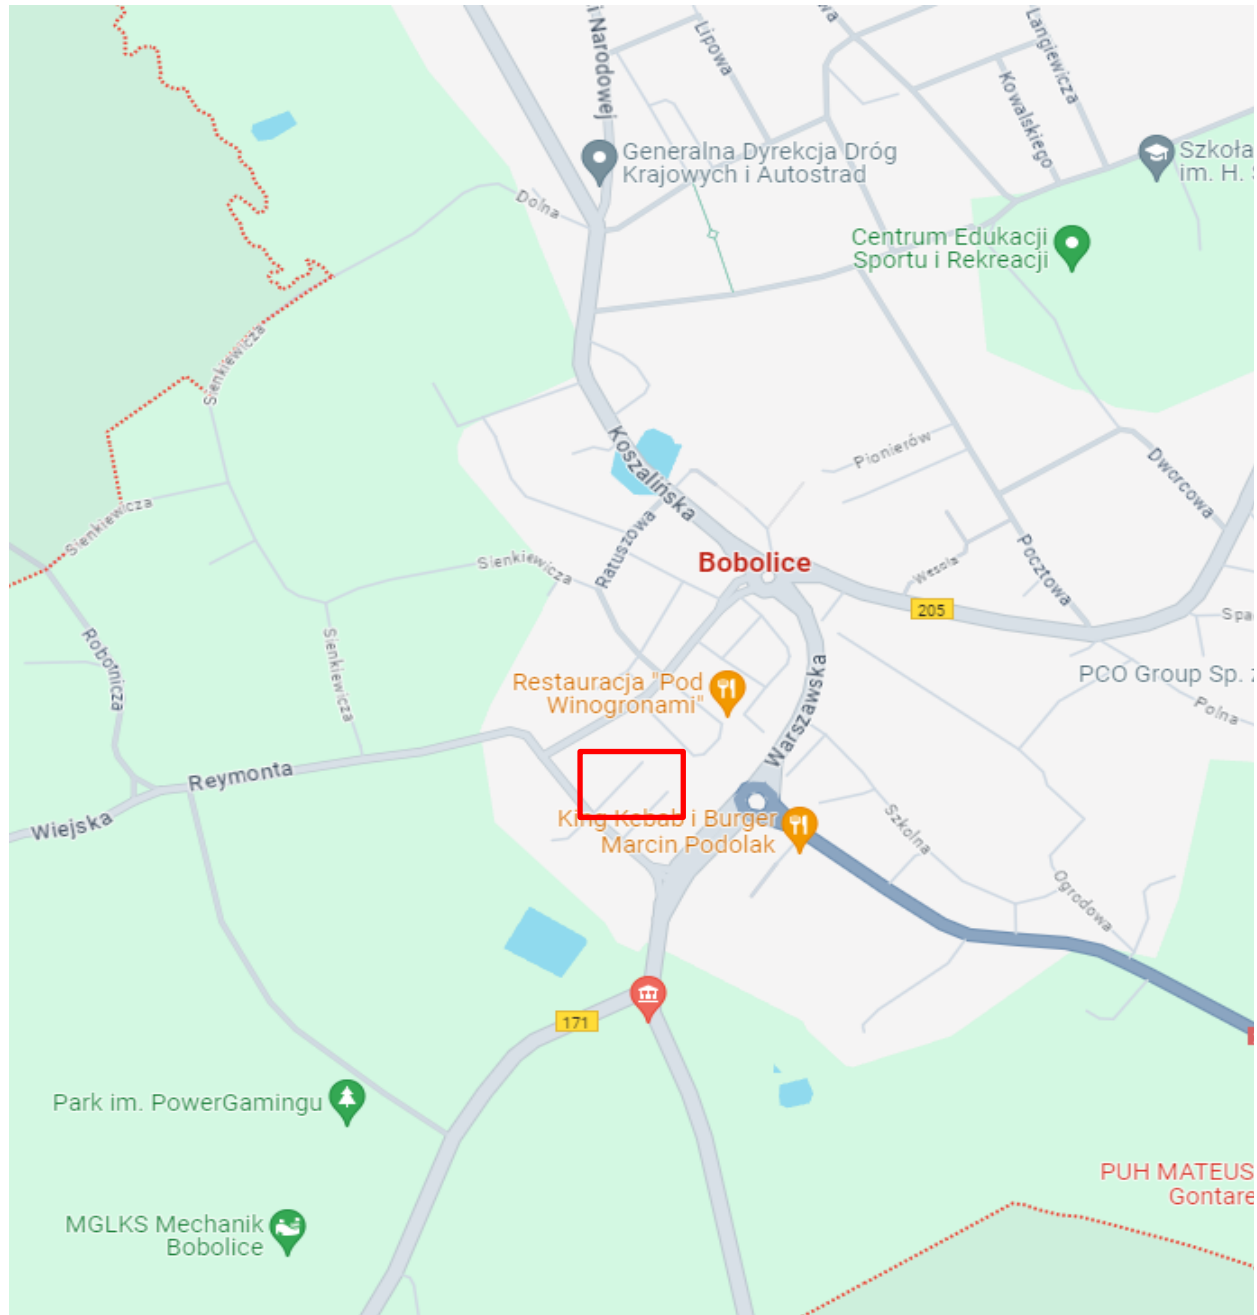 i Narodowej
Lipowa
wa
Langiewicza
Kowalskiego
Generalna Dyrekcja Dróg
Krajowych i Autostrad
Szkoła
im. H. S
Dolna
Centrum Edukacji
Sportu i Rekreacji
Sienkiewicza
Koszalińska
Pionierów
Dworcowa
Sienkiewicza
Ratuszowa
Sienkiewicza
Bobolice
Wesoła
Pocztowa
205
Spa
Robotnicza
Sienkiewicza
Warszawska
Restauracja "Pod
Winogronami"
PCO Group Sp. z
Polna
Reymonta
Wiejska
King Kebab i Burger
Marcin Podolak
Szkolna
Ogrodowa
171
Park im. PowerGamingu
PUH MATEUS
Gontare
MGLKS Mechanik
Bobolice